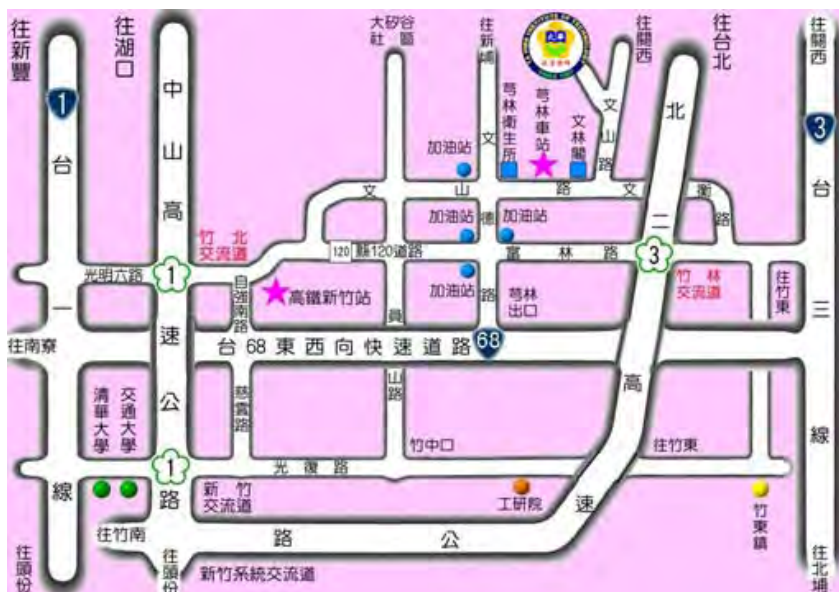 往新豐
往湖口
大矽谷
社區
往新埔
往關西
往台北
往關西
1
台一線
中山高速公路
1
1
北二高速公路
3
3
台三線
芎林衛生所
芎林車站
文林閣
文山路
加油站
文山路
文衡路
竹北
交流道
加油站
文德路
加油站
120
縣120道路
富林路
光明六路
自強南路
高鐵新竹站
加油站
芎林
出口
竹林
交流道
往竹東
往南寮
台68東西向快速道路
68
員山路
清華大學
交通大學
慈雲路
竹中口
往竹東
光復路
新竹
交流道
工研院
竹東鎮
往竹南
往頭份
往頭份
新竹系統交流道
往北埔